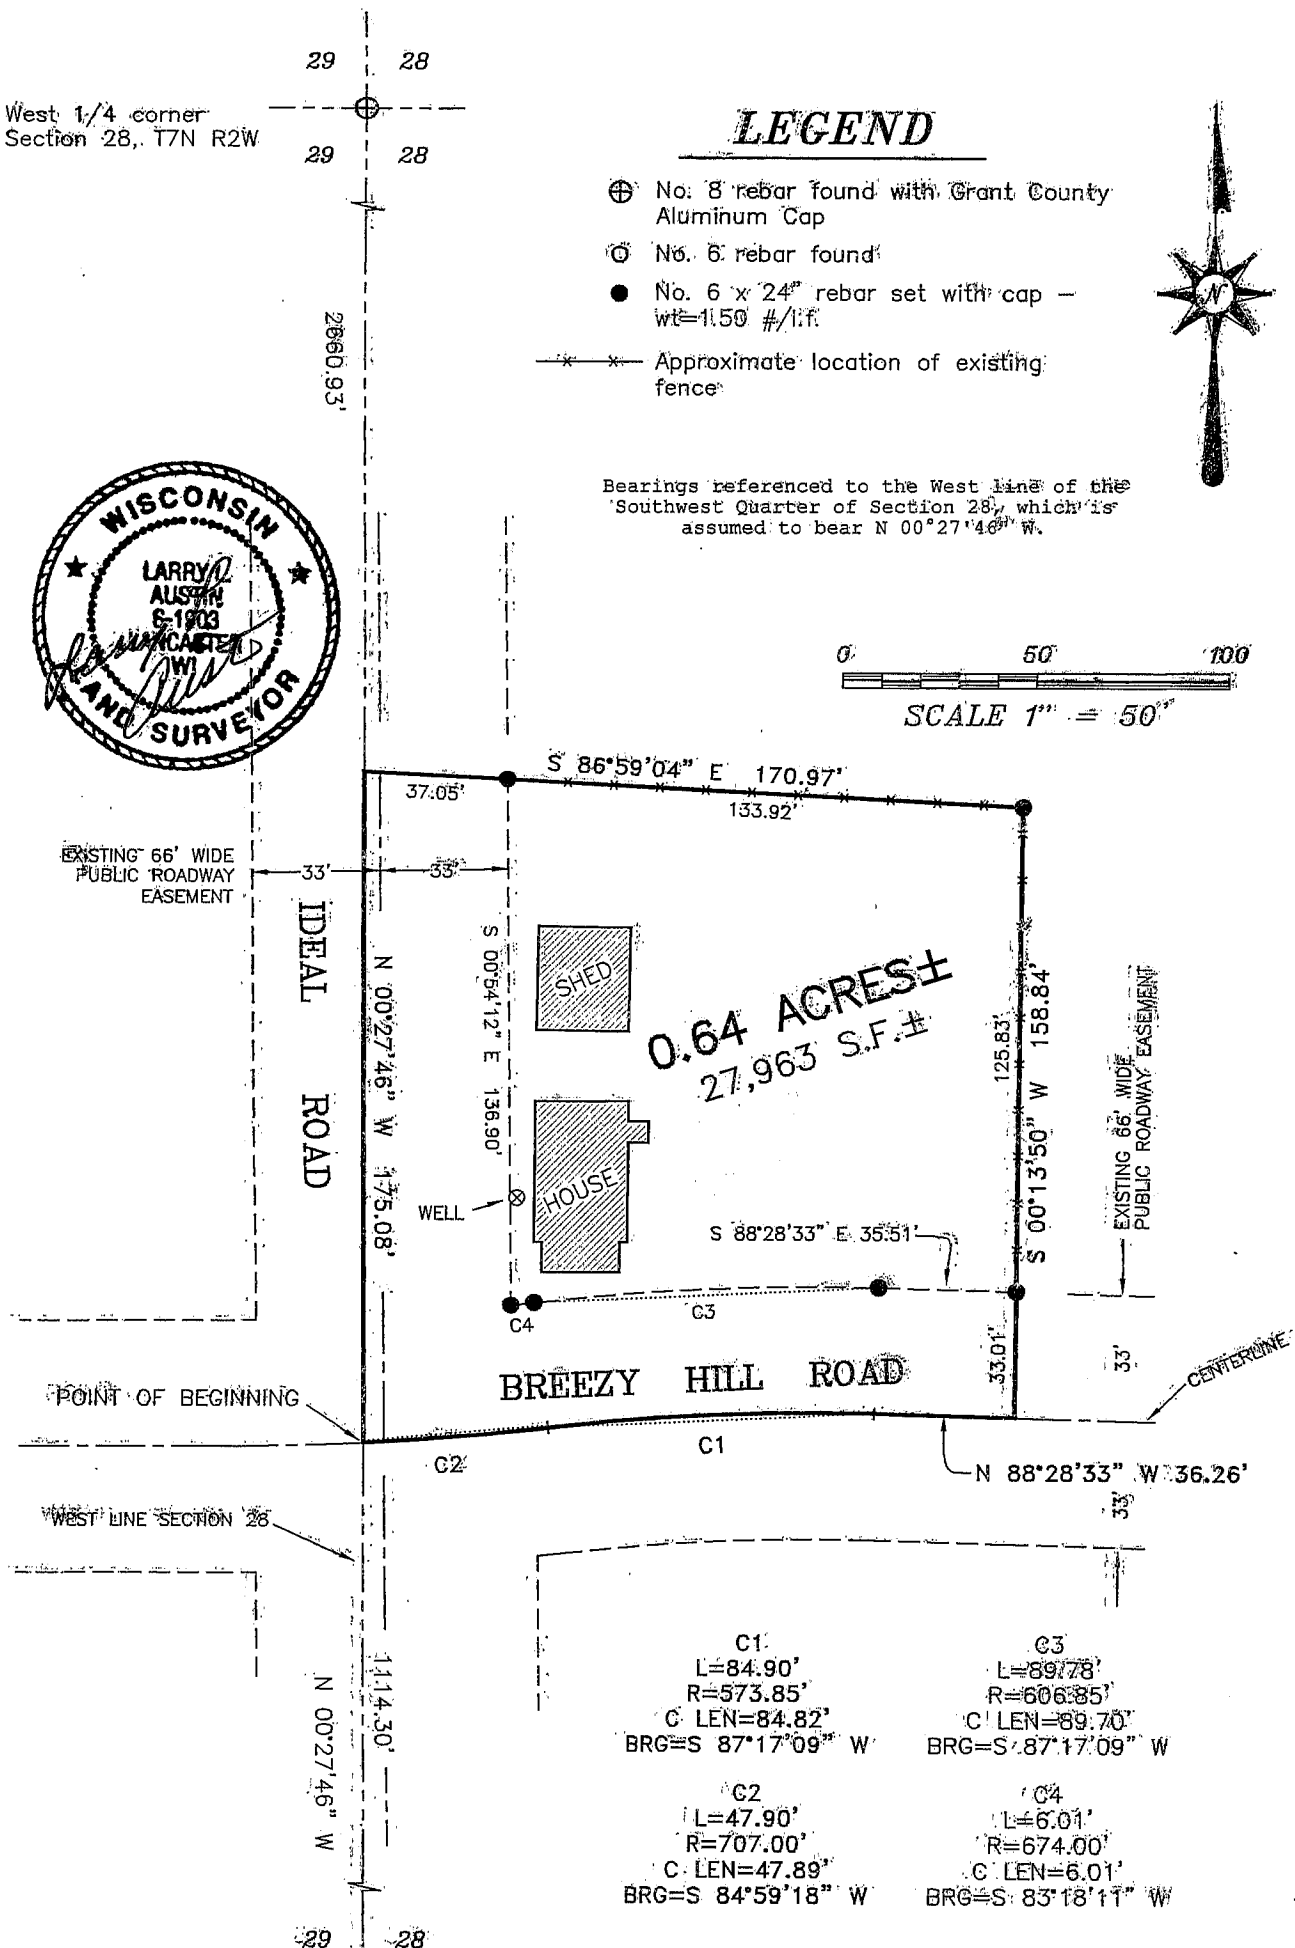 29 28
West 1/4 corner
Section 28, T7N R2W
29 28
LEGEND
No. 8 rebar found with Grant County
Aluminum Cap
No. 6 rebar found
No. 6 x 24" rebar set with cap -
wt=1.50 #/l.f.
Approximate location of existing
fence
N
2660.93'
Bearings referenced to the West line of the
Southwest Quarter of Section 28, which is
assumed to bear N 00°27'46" W.
WISCONSIN
LARRY
AUSTIN
S-1903
WI
LAND SURVEYOR
0 50 100
SCALE 1" = 50'
S 86°59'04" E 170.97'
37.05'
133.92'
EXISTING 66' WIDE
PUBLIC ROADWAY
EASEMENT
33' 33'
IDEAL ROAD
N 00°27'46" W 175.08'
S 00°54'12" E 136.90'
SHED
0.64 ACRES±
27,963 S.F.±
125.83'
S 00°13'50" W 158.84'
EXISTING 66' WIDE
PUBLIC ROADWAY EASEMENT
HOUSE
WELL
S 88°28'33" E 35.51'
C4
C3
33.01'
33'
BREEZY HILL ROAD
CENTERLINE
POINT OF BEGINNING
C2
C1
N 88°28'33" W 36.26'
33'
WEST LINE SECTION 28
N 00°27'46" W
1114.30'
C1
L=84.90'
R=573.85'
C LEN=84.82'
BRG=S 87°17'09" W
C3
L=89.78'
R=606.85'
C LEN=89.70'
BRG=S 87°17'09" W
C2
L=47.90'
R=707.00'
C LEN=47.89'
BRG=S 84°59'18" W
C4
L=6.01'
R=674.00'
C LEN=6.01'
BRG=S 83°18'11" W
29 28